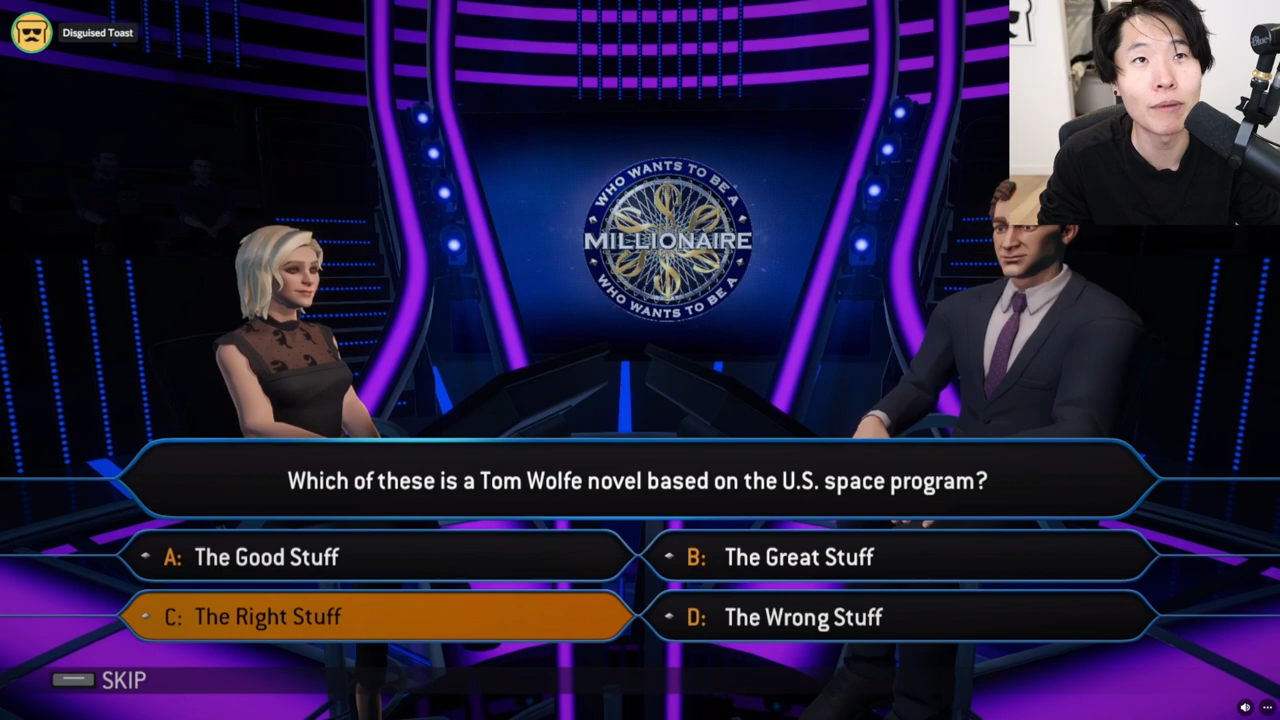 Disguised Toast
WHO WANTS TO BE A
MILLIONAIRE
WHO WANTS TO BE A
Which of these is a Tom Wolfe novel based on the U.S. space program?
A: The Good Stuff
B: The Great Stuff
C: The Right Stuff
D: The Wrong Stuff
SKIP
Blue